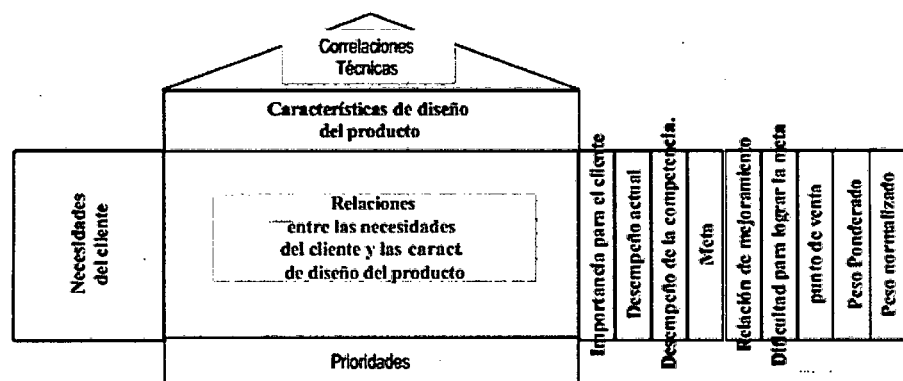 Correlaciones
Técnicas
Características de diseño
del producto
Necesidades
del cliente
Relaciones
entre las necesidades
del cliente y las caract.
de diseño del producto
Importancia para el cliente
Desempeño actual
Desempeño de la competencia.
Meta
Relación de mejoramiento
Dificultad para lograr la meta
punto de venta
Peso Ponderado
Peso normalizado
Prioridades